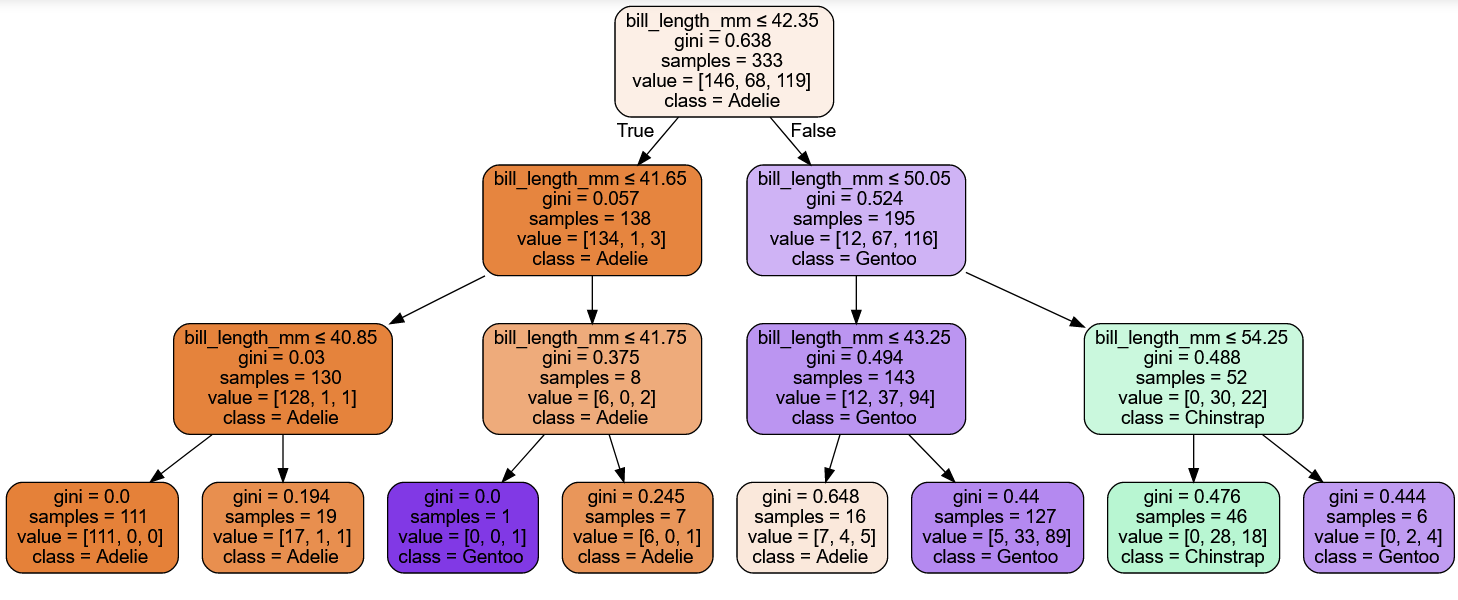 bill_length_mm ≤ 42.35
gini = 0.638
samples = 333
value = [146, 68, 119]
class = Adelie
True
False
bill_length_mm ≤ 41.65
gini = 0.057
samples = 138
value = [134, 1, 3]
class = Adelie
bill_length_mm ≤ 50.05
gini = 0.524
samples = 195
value = [12, 67, 116]
class = Gentoo
bill_length_mm ≤ 40.85
gini = 0.03
samples = 130
value = [128, 1, 1]
class = Adelie
bill_length_mm ≤ 41.75
gini = 0.375
samples = 8
value = [6, 0, 2]
class = Adelie
bill_length_mm ≤ 43.25
gini = 0.494
samples = 143
value = [12, 37, 94]
class = Gentoo
bill_length_mm ≤ 54.25
gini = 0.488
samples = 52
value = [0, 30, 22]
class = Chinstrap
gini = 0.0
samples = 111
value = [111, 0, 0]
class = Adelie
gini = 0.194
samples = 19
value = [17, 1, 1]
class = Adelie
gini = 0.0
samples = 1
value = [0, 0, 1]
class = Gentoo
gini = 0.245
samples = 7
value = [6, 0, 1]
class = Adelie
gini = 0.648
samples = 16
value = [7, 4, 5]
class = Adelie
gini = 0.44
samples = 127
value = [5, 33, 89]
class = Gentoo
gini = 0.476
samples = 46
value = [0, 28, 18]
class = Chinstrap
gini = 0.444
samples = 6
value = [0, 2, 4]
class = Gentoo